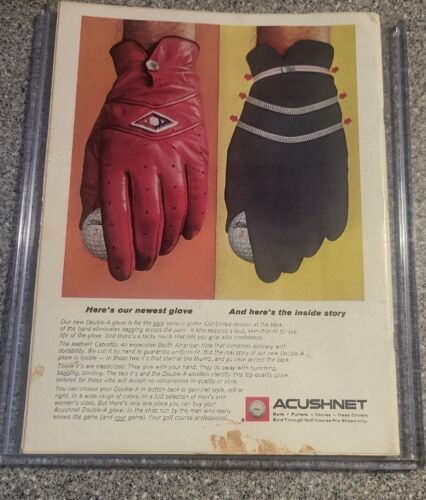 Here's our newest glove
And here's the inside story
Our new Double-A glove is for the very serious golfer. Controlled tension at the back
of the hand eliminates bagging across the palm. It also assures a taut, skin-thin fit for the
life of the glove. And there's a tacky touch that lets you grip with confidence.
The leather? Cabretta. An expensive South American hide that combines delicacy with
durability. We cut it by hand to guarantee uniform fit. But the real story of our new Double-A
glove is inside — in those two v's that start at the thumb, and go clear across the back.
Those v's are elasticized. They give with your hand. They do away with bunching,
bagging, binding. The two v's and the Double-A emblem identify this top quality glove,
tailored for those who will accept no compromise in quality or style.
You can choose your Double-A in button-back or gauntlet style, left or
right. In a wide range of colors. In a full selection of men's and
women's sizes. But there's only one place you can buy your
Acushnet Double-A glove: in the shop run by the man who really
knows the game (and your game). Your golf course professional.
ACUSHNET
Balls • Putters • Gloves • Head Covers
Sold Through Golf Course Pro Shops only.
3
3